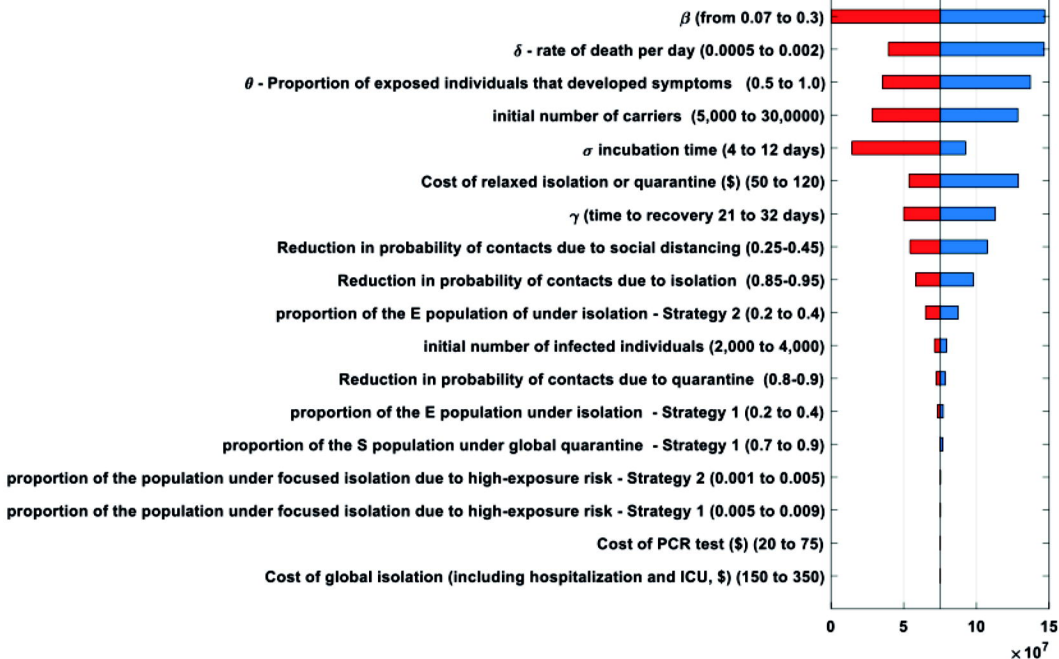 β (from 0.07 to 0.3)
δ - rate of death per day (0.0005 to 0.002)
θ - Proportion of exposed individuals that developed symptoms (0.5 to 1.0)
initial number of carriers (5,000 to 30,0000)
σ incubation time (4 to 12 days)
Cost of relaxed isolation or quarantine ($) (50 to 120)
γ (time to recovery 21 to 32 days)
Reduction in probability of contacts due to social distancing (0.25-0.45)
Reduction in probability of contacts due to isolation (0.85-0.95)
proportion of the E population of under isolation - Strategy 2 (0.2 to 0.4)
initial number of infected individuals (2,000 to 4,000)
Reduction in probability of contacts due to quarantine (0.8-0.9)
proportion of the E population under isolation - Strategy 1 (0.2 to 0.4)
proportion of the S population under global quarantine - Strategy 1 (0.7 to 0.9)
proportion of the population under focused isolation due to high-exposure risk - Strategy 2 (0.001 to 0.005)
proportion of the population under focused isolation due to high-exposure risk - Strategy 1 (0.005 to 0.009)
Cost of PCR test ($) (20 to 75)
Cost of global isolation (including hospitalization and ICU, $) (150 to 350)
0 5 10 15
×10⁷